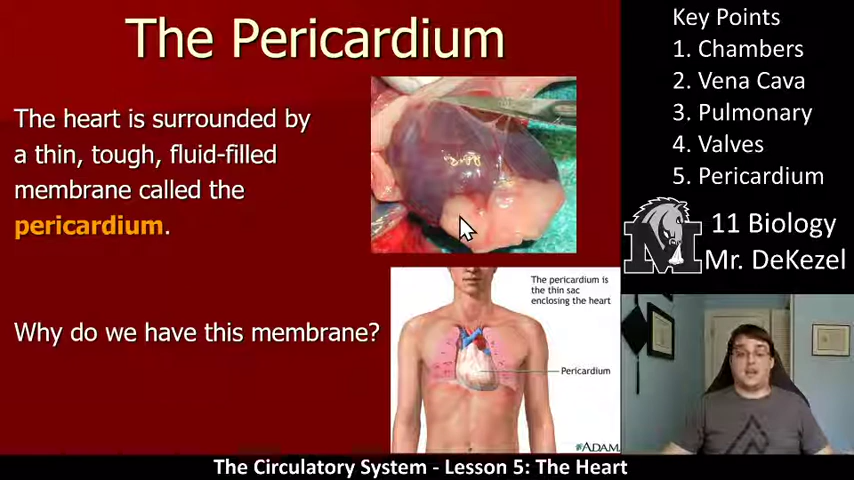 The Pericardium
The heart is surrounded by
a thin, tough, fluid-filled
membrane called the
pericardium.
Why do we have this membrane?
The pericardium is
the thin sac
enclosing the heart
Pericardium
ADAM.
Key Points
1. Chambers
2. Vena Cava
3. Pulmonary
4. Valves
5. Pericardium
M
11 Biology
Mr. DeKezel
The Circulatory System - Lesson 5: The Heart